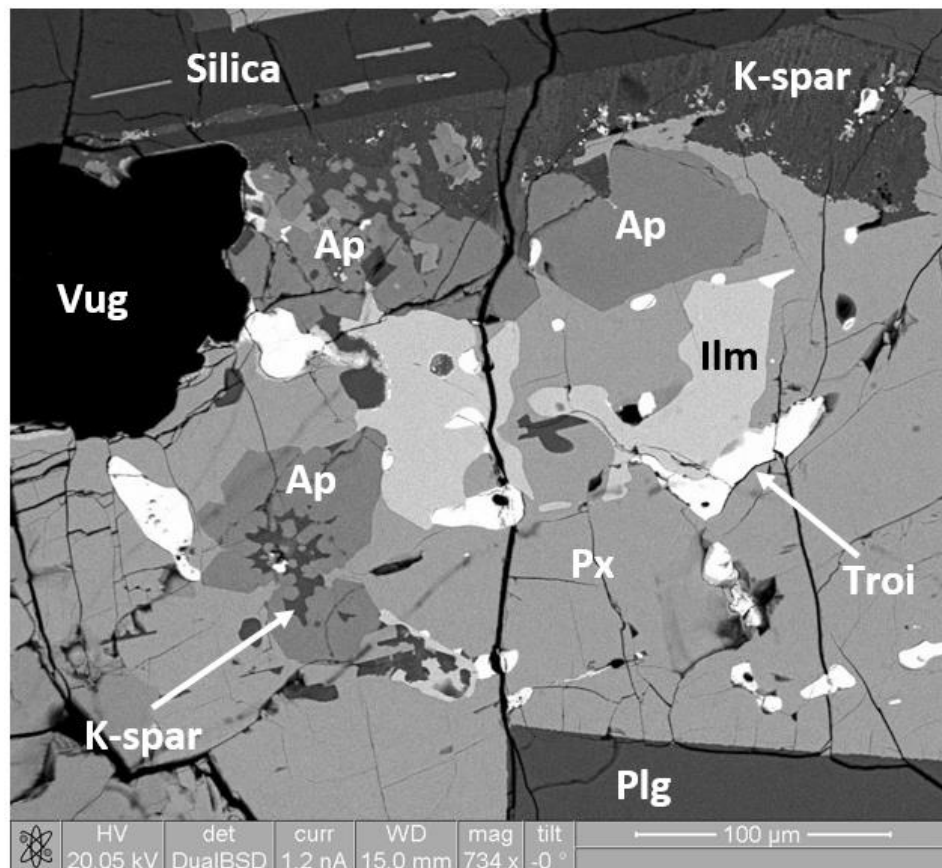 Silica
K-spar
Ap
Ap
Vug
Ilm
Ap
Px
Troi
K-spar
Plg
HV det curr WD mag tilt 100 µm
20.05 kV DualBSD 1.2 nA 15.0 mm 734 x -0 °